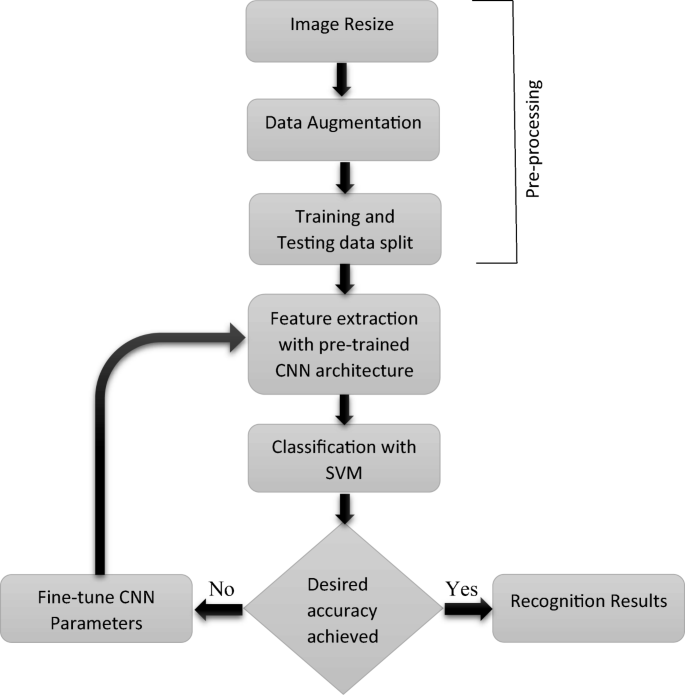 Image Resize
Data Augmentation
Pre-processing
Training and
Testing data split
Feature extraction
with pre-trained
CNN architecture
Classification with
SVM
Desired
accuracy
achieved
No
Yes
Fine-tune CNN
Parameters
Recognition Results